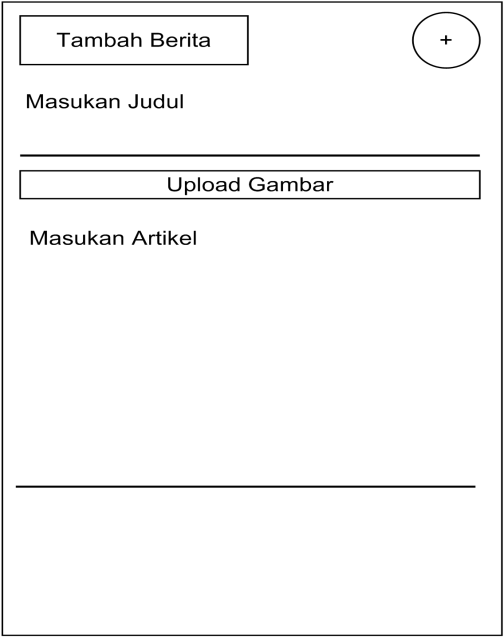 Tambah Berita
+
Masukan Judul
Upload Gambar
Masukan Artikel